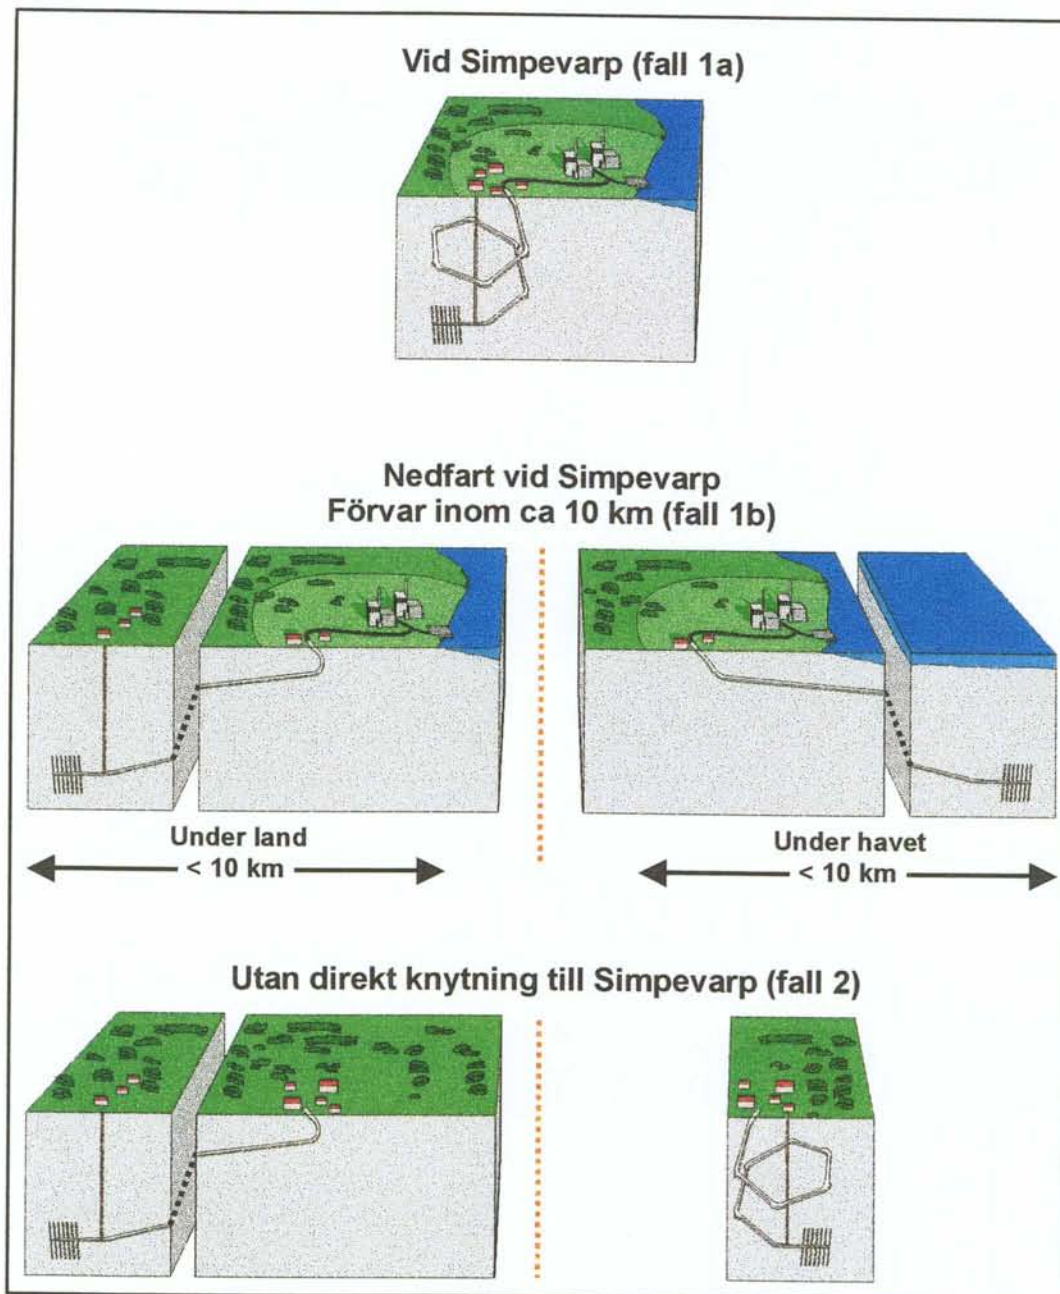 Vid Simpevarp (fall 1a)
Nedfart vid Simpevarp
Förvar inom ca 10 km (fall 1b)
Under land
< 10 km
Under havet
< 10 km
Utan direkt knytning till Simpevarp (fall 2)